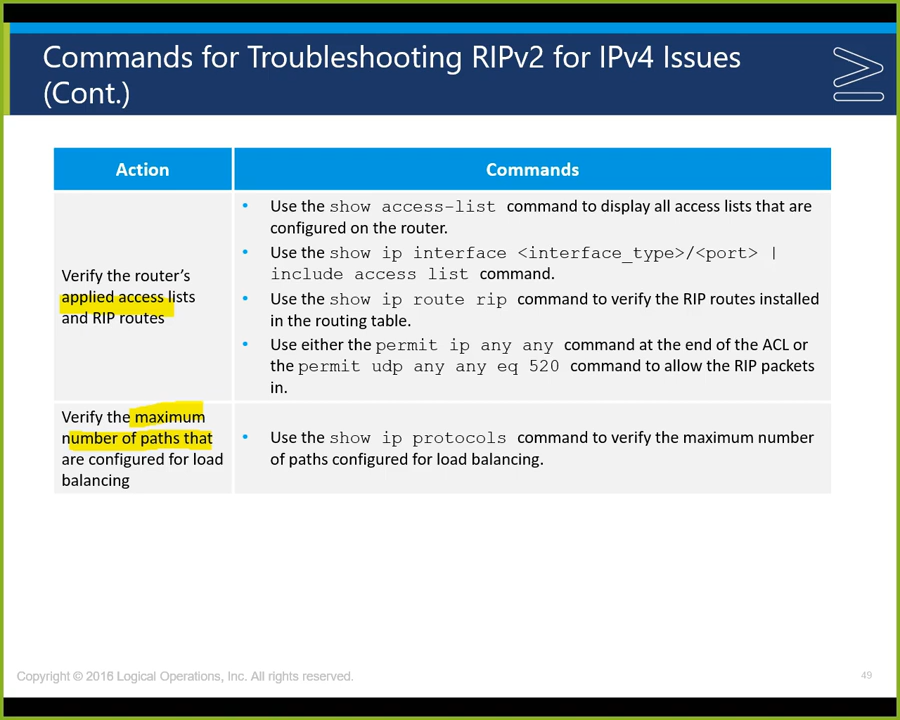 Commands for Troubleshooting RIPv2 for IPv4 Issues
(Cont.)
Action
Commands
Verify the router's
applied access lists
and RIP routes
• Use the show access-list command to display all access lists that are
configured on the router.
• Use the show ip interface <interface_type>/<port> |
include access list command.
• Use the show ip route rip command to verify the RIP routes installed
in the routing table.
• Use either the permit ip any any command at the end of the ACL or
the permit udp any any eq 520 command to allow the RIP packets
in.
Verify the maximum
number of paths that
are configured for load
balancing
• Use the show ip protocols command to verify the maximum number
of paths configured for load balancing.
Copyright © 2016 Logical Operations, Inc. All rights reserved.
49